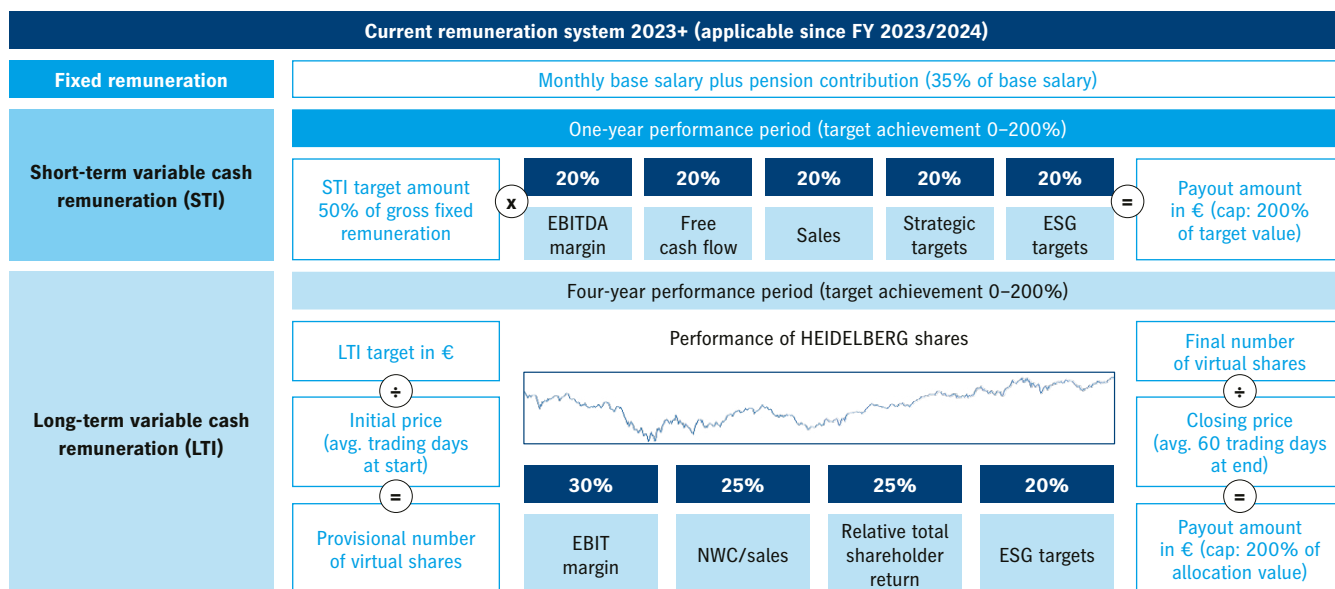 Current remuneration system 2023+ (applicable since FY 2023/2024)
Fixed remuneration
Monthly base salary plus pension contribution (35% of base salary)
Short-term variable cash
remuneration (STI)
One-year performance period (target achievement 0–200%)
STI target amount
50% of gross fixed
remuneration
x
20%
EBITDA
margin
20%
Free
cash flow
20%
Sales
20%
Strategic
targets
20%
ESG
targets
=
Payout amount
in € (cap: 200%
of target value)
Long-term variable cash
remuneration (LTI)
Four-year performance period (target achievement 0–200%)
LTI target in €
÷
Initial price
(avg. trading days
at start)
=
Provisional number
of virtual shares
Performance of HEIDELBERG shares
30%
EBIT
margin
25%
NWC/sales
25%
Relative total
shareholder
return
20%
ESG targets
Final number
of virtual shares
÷
Closing price
(avg. 60 trading days
at end)
=
Payout amount
in € (cap: 200% of
allocation value)